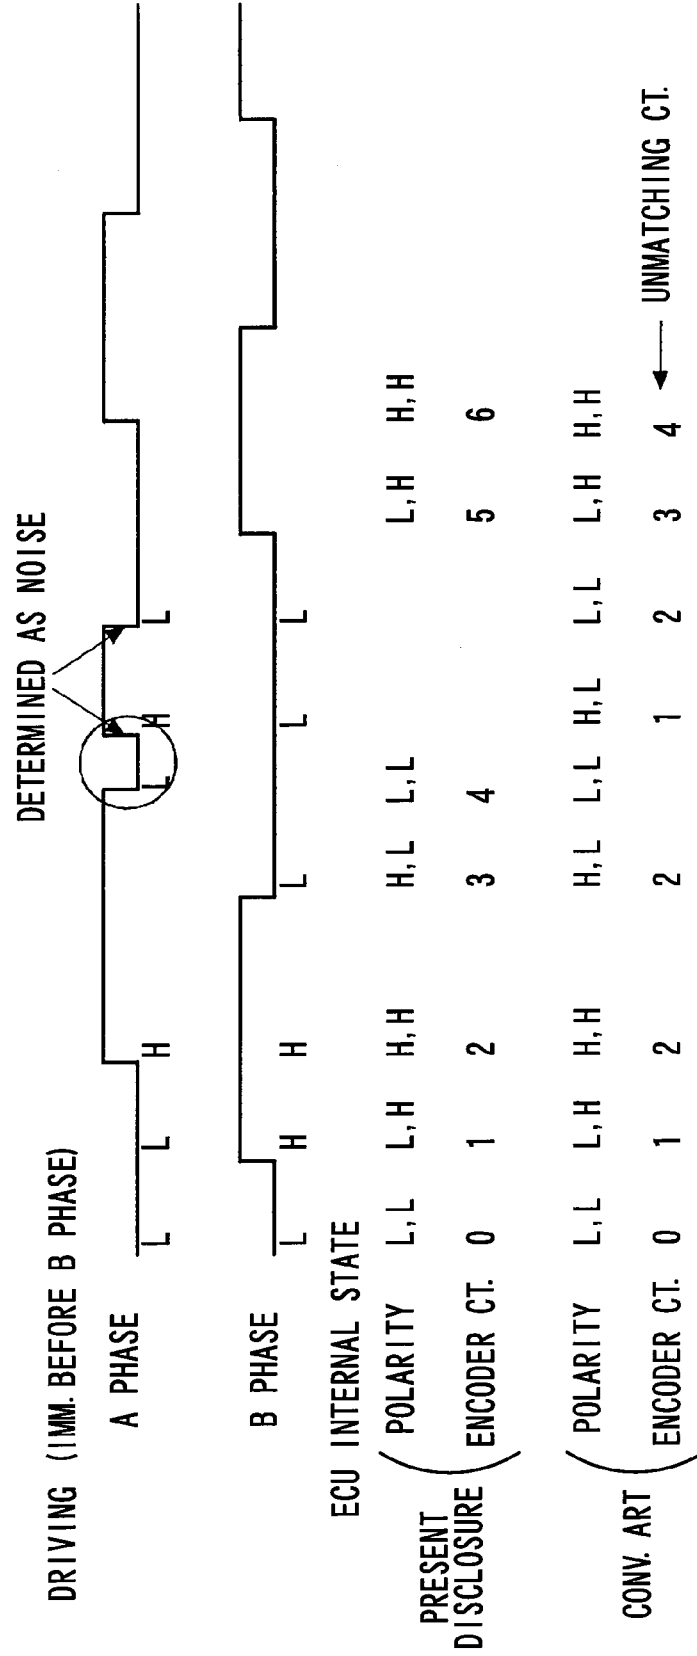 DRIVING (IMM. BEFORE B PHASE)
DETERMINED AS NOISE
A PHASE
L L H L H L
B PHASE
L H H L L L
ECU INTERNAL STATE
PRESENT
DISCLOSURE
POLARITY L,L L,H H,H H,L L,L L,H H,H
ENCODER CT. 0 1 2 3 4 5 6
CONV. ART
POLARITY L,L L,H H,H H,L L,L H,L L,L L,H H,H
ENCODER CT. 0 1 2 2 1 2 3 4
UNMATCHING CT.